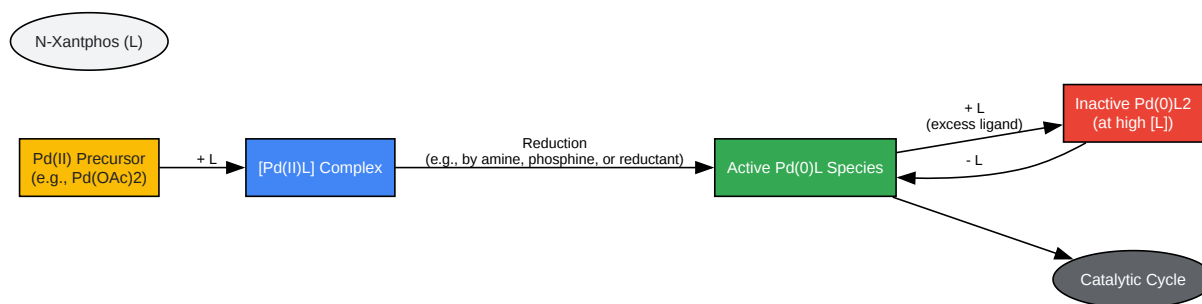 N-Xantphos (L)
Pd(II) Precursor
(e.g., Pd(OAc)2)
+ L
[Pd(II)L] Complex
Reduction
(e.g., by amine, phosphine, or reductant)
Active Pd(0)L Species
+ L
(excess ligand)
- L
Inactive Pd(0)L2
(at high [L])
Catalytic Cycle